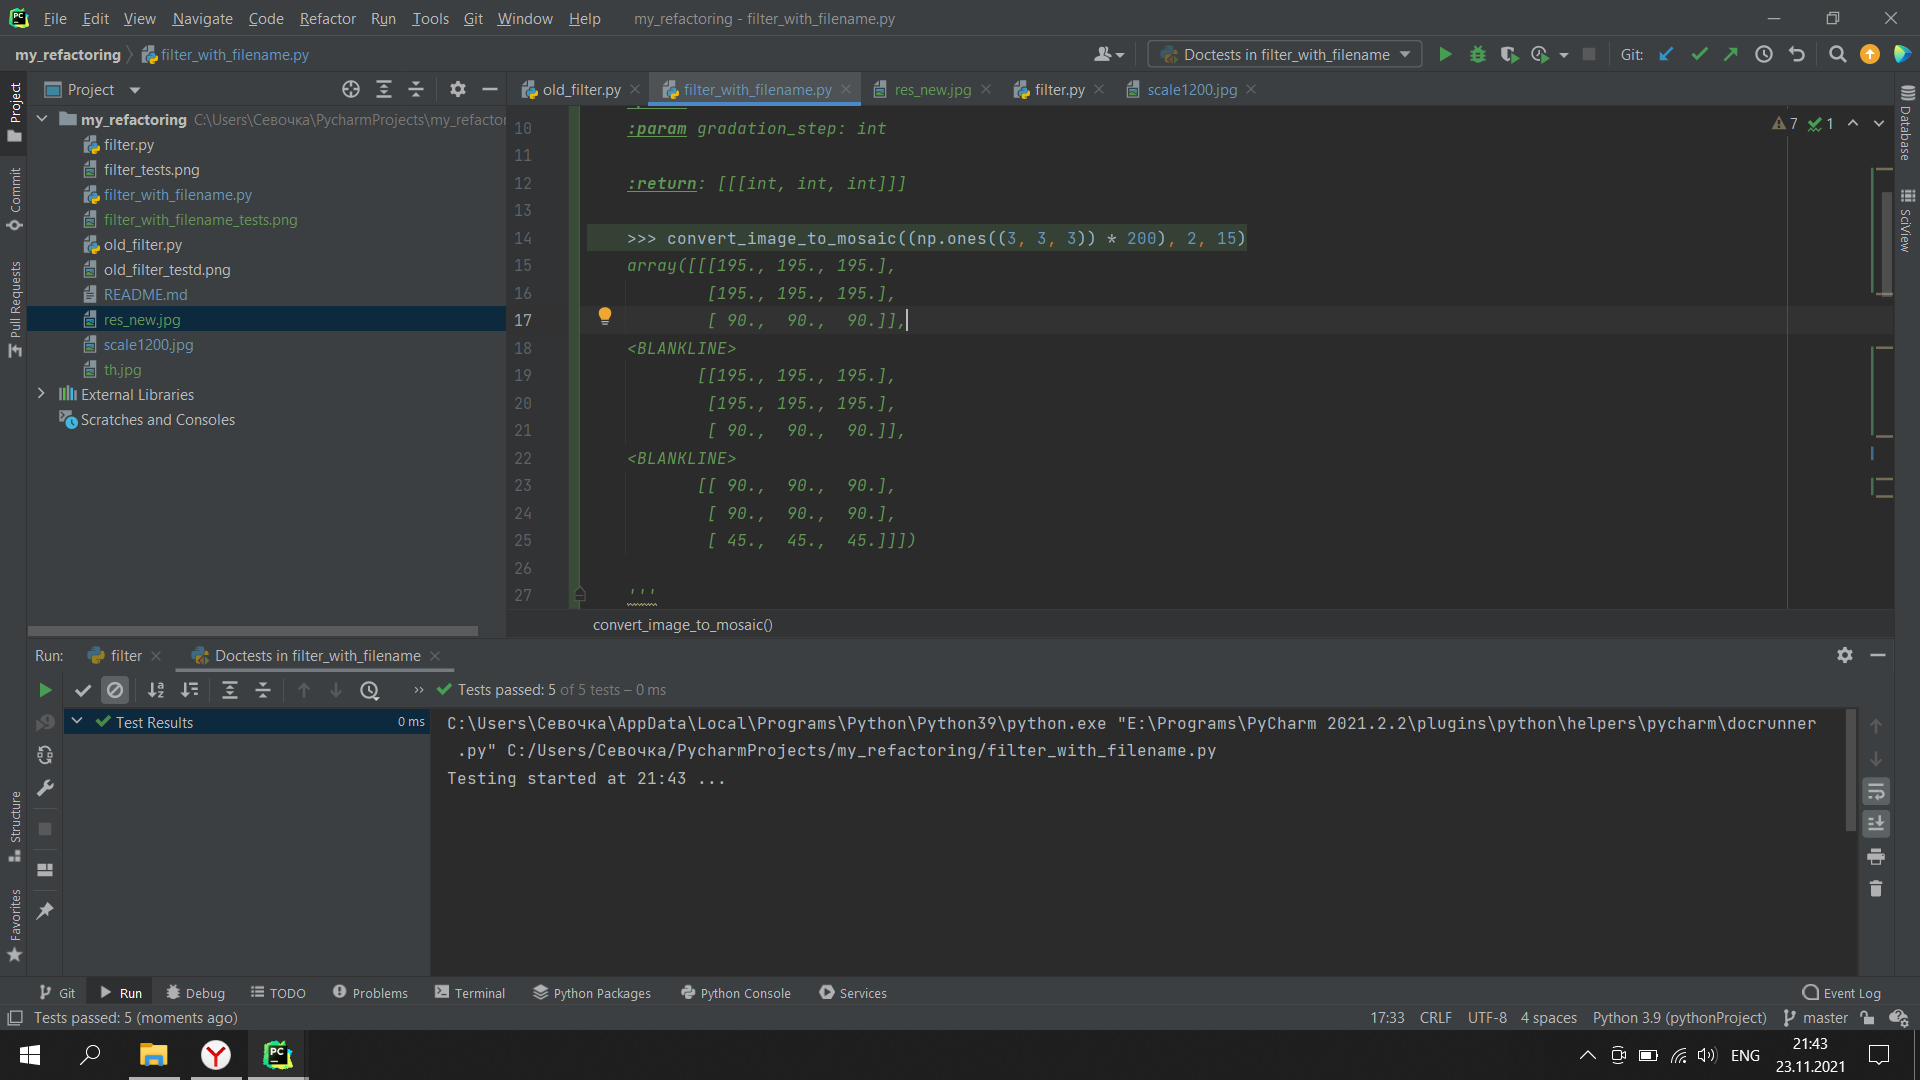 File Edit View Navigate Code Refactor Run Tools Git Window Help my_refactoring - filter_with_filename.py
my_refactoring filter_with_filename.py Doctests in filter_with_filename Git:
Project old_filter.py filter_with_filename.py res_new.jpg filter.py scale1200.jpg
my_refactoring C:\Users\Севочка\PycharmProjects\my_refactor
filter.py
filter_tests.png
filter_with_filename.py
filter_with_filename_tests.png
old_filter.py
old_filter_testd.png
README.md
res_new.jpg
scale1200.jpg
th.jpg
External Libraries
Scratches and Consoles
Project
Commit
Pull Requests
Structure
Favorites
10 :param gradation_step: int
11
12 :return: [[[int, int, int]]]
13
14 >>> convert_image_to_mosaic((np.ones((3, 3, 3)) * 200), 2, 15)
15 array([[[195., 195., 195.],
16 [195., 195., 195.],
17 [ 90., 90., 90.]],
18 <BLANKLINE>
19 [[195., 195., 195.],
20 [195., 195., 195.],
21 [ 90., 90., 90.]],
22 <BLANKLINE>
23 [[ 90., 90., 90.],
24 [ 90., 90., 90.],
25 [ 45., 45., 45.]]])
26
27 '''
7 1
Database
SciView
convert_image_to_mosaic()
Run: filter Doctests in filter_with_filename
Tests passed: 5 of 5 tests – 0 ms
Test Results 0 ms
C:\Users\Севочка\AppData\Local\Programs\Python\Python39\python.exe "E:\Programs\PyCharm 2021.2.2\plugins\python\helpers\pycharm\docrunner
.py" C:/Users/Севочка/PycharmProjects/my_refactoring/filter_with_filename.py
Testing started at 21:43 ...
Git Run Debug TODO Problems Terminal Python Packages Python Console Services Event Log
Tests passed: 5 (moments ago) 17:33 CRLF UTF-8 4 spaces Python 3.9 (pythonProject) master
ENG 21:43
23.11.2021